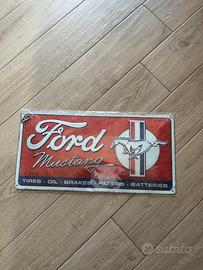 Ford
Mustang
TIRES - OIL - BRAKES - FILTERS - BATTERIES
subito